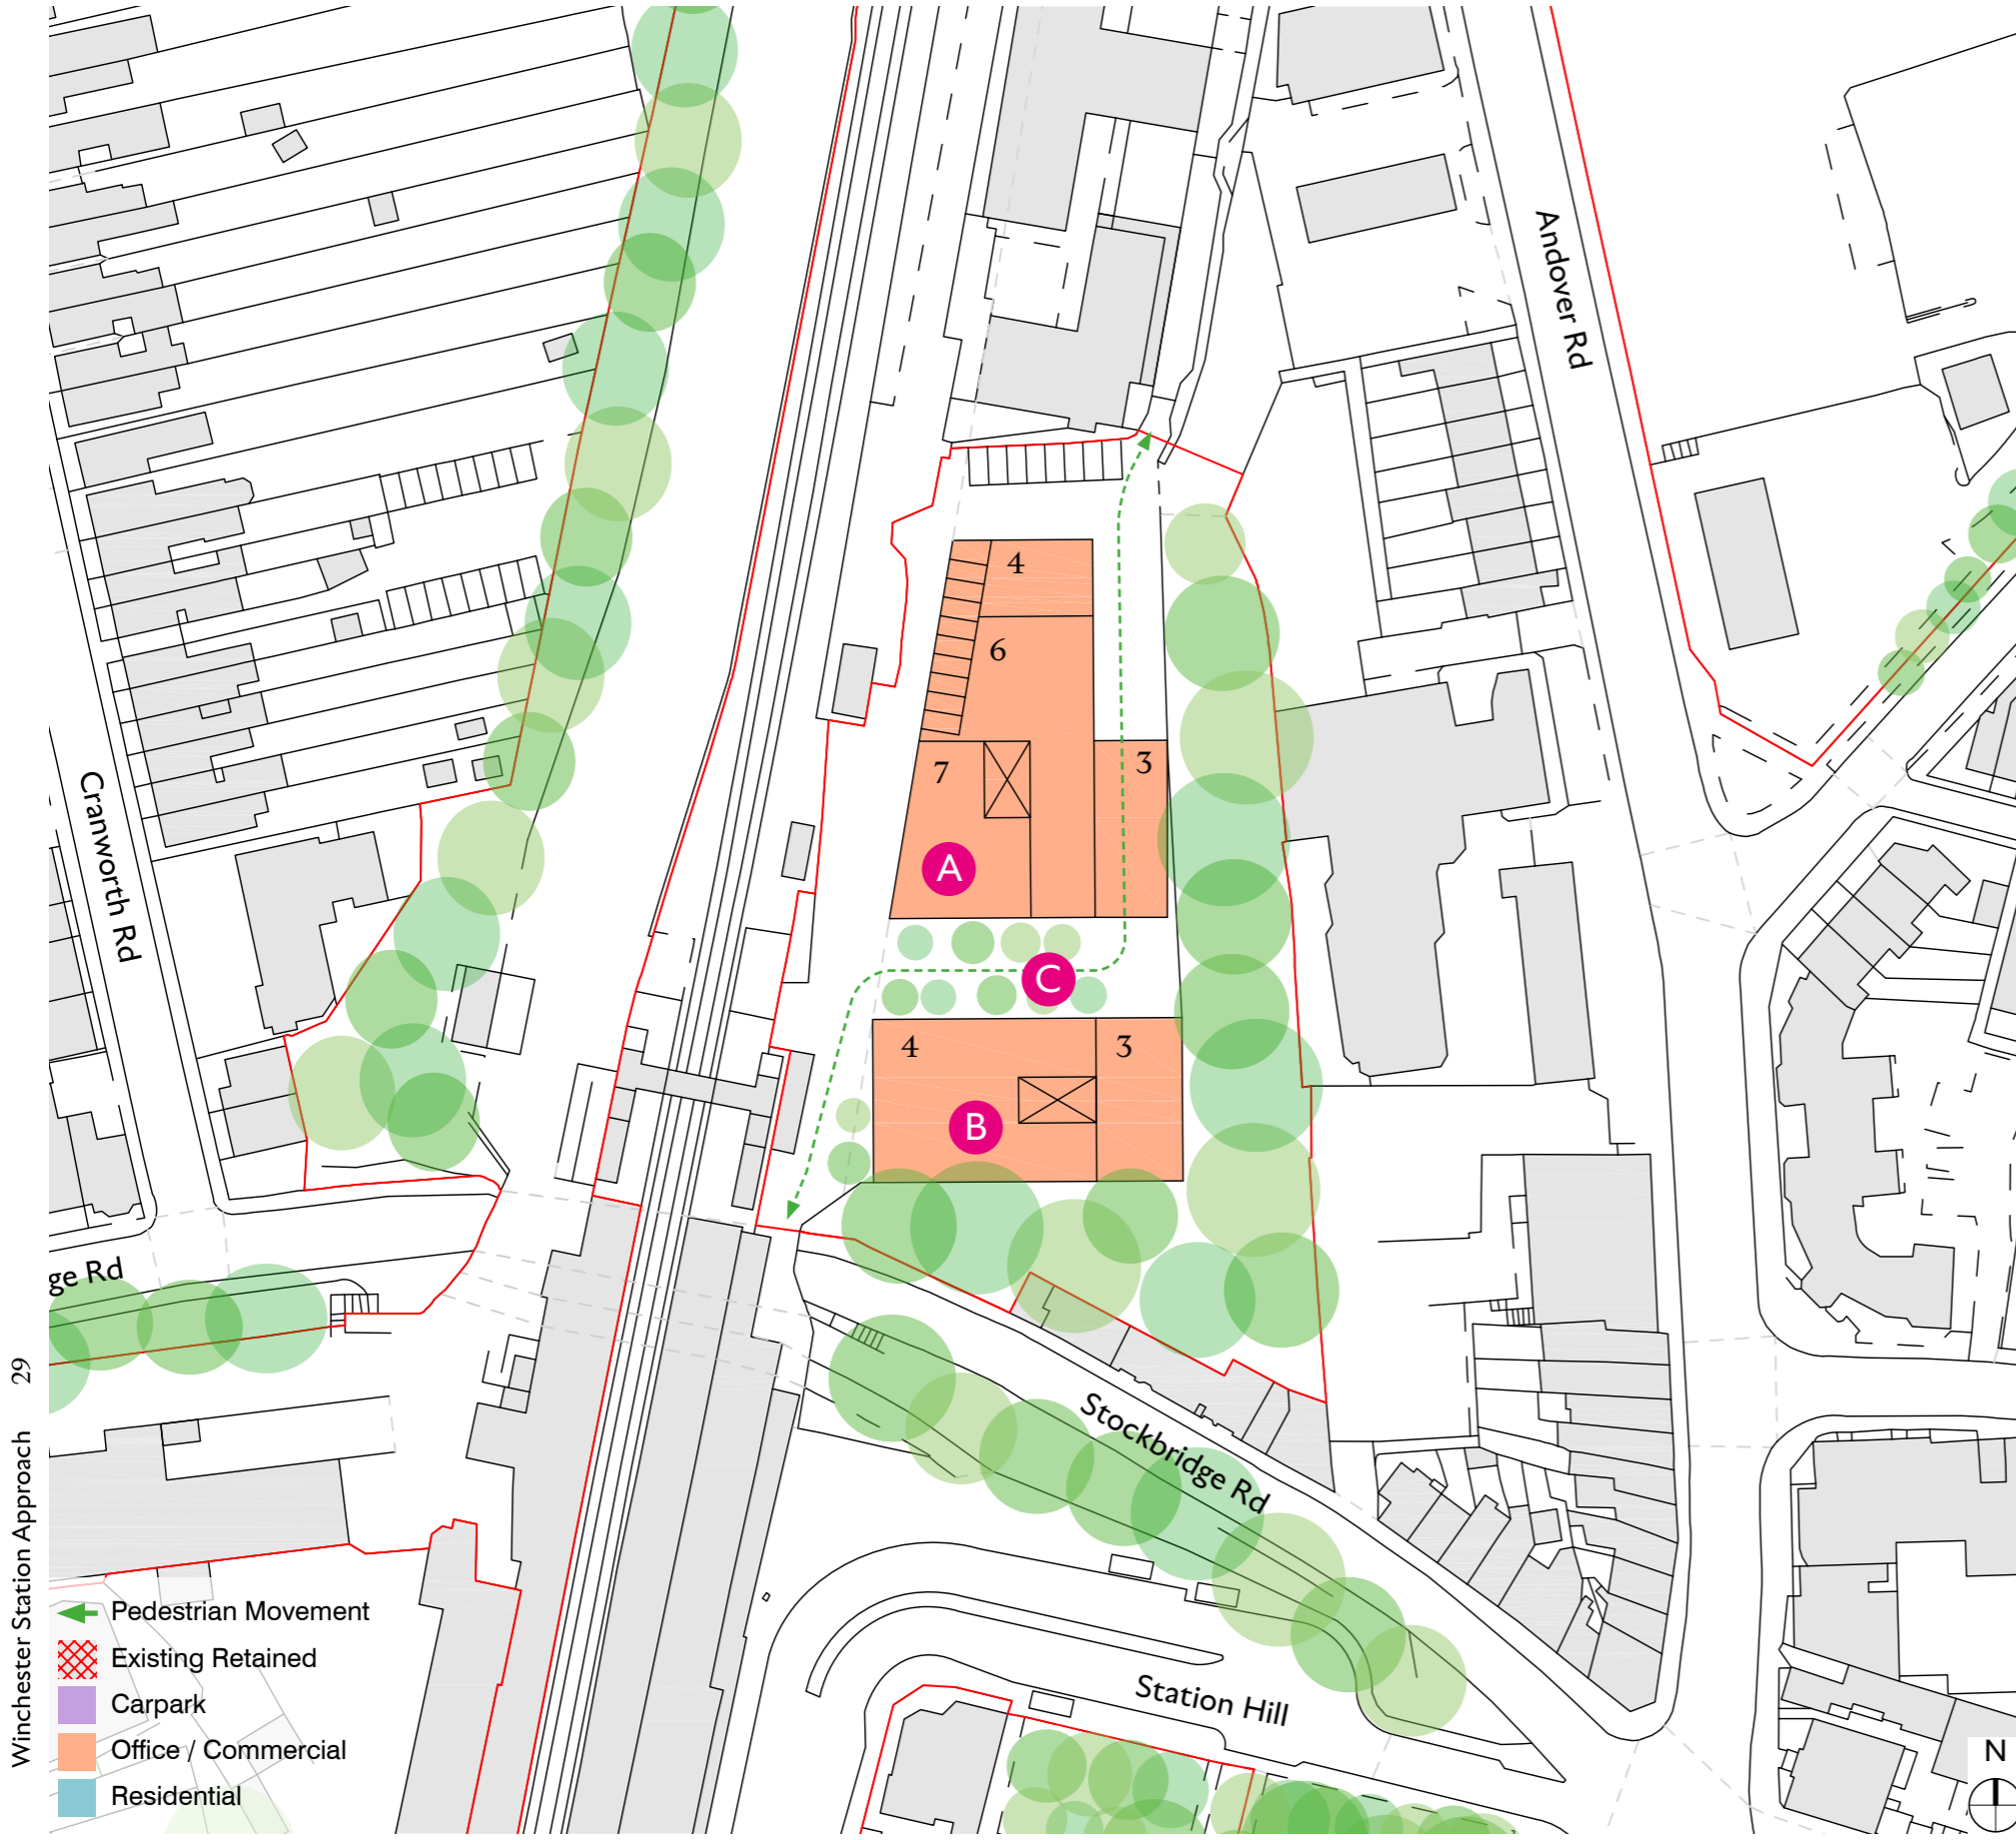 Andover Rd
4
6
7
3
A
Cranworth Rd
C
4
3
B
ge Rd
Stockbridge Rd
Station Hill
Winchester Station Approach 29
Pedestrian Movement
Existing Retained
Carpark
Office / Commercial
Residential
N